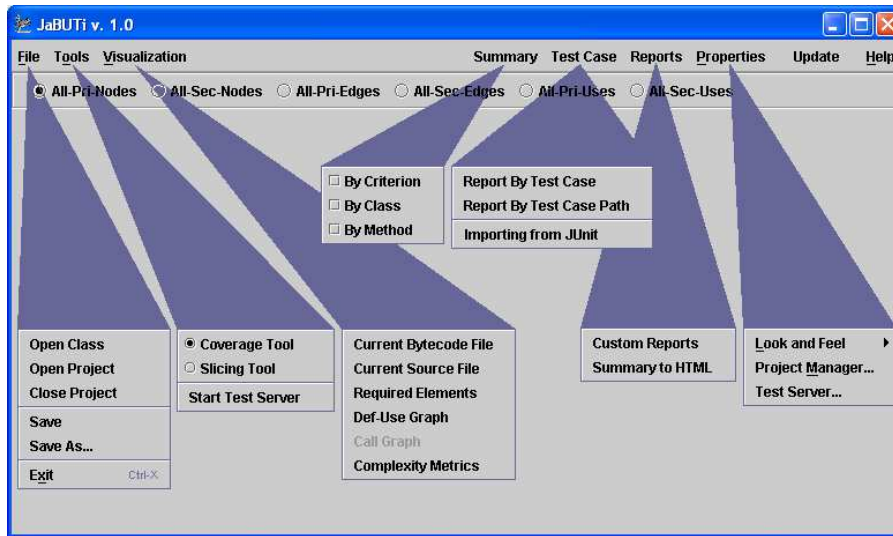 JaBUTi v. 1.0
File Tools Visualization Summary Test Case Reports Properties Update Help
All-Pri-Nodes All-Sec-Nodes All-Pri-Edges All-Sec-Edges All-Pri-Uses All-Sec-Uses
By Criterion
By Class
By Method
Report By Test Case
Report By Test Case Path
Importing from JUnit
Open Class
Open Project
Close Project
Save
Save As...
Exit Ctrl-X
Coverage Tool
Slicing Tool
Start Test Server
Current Bytecode File
Current Source File
Required Elements
Def-Use Graph
Call Graph
Complexity Metrics
Custom Reports
Summary to HTML
Look and Feel
Project Manager...
Test Server...